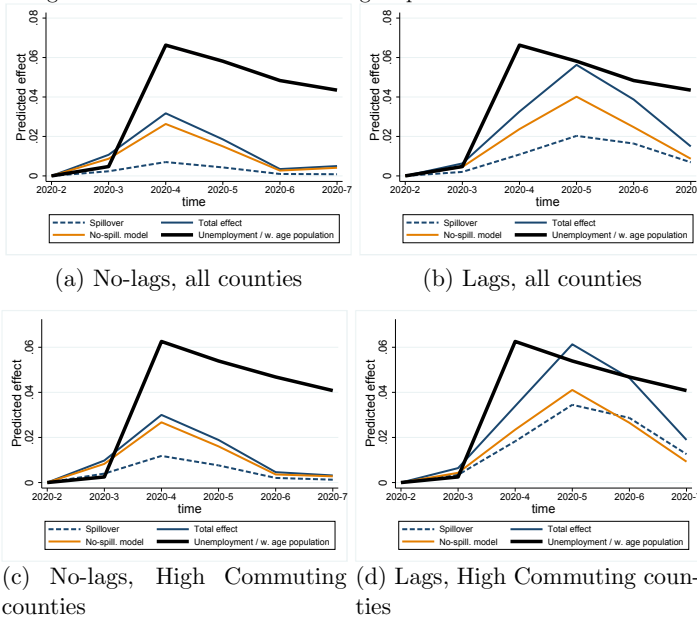 .08
.06
.04
.02
0
Predicted effect
2020-2 2020-3 2020-4 2020-5 2020-6 2020-7
time
Spillover Total effect
No-spill. model Unemployment / w. age population
(a) No-lags, all counties
.08
.06
.04
.02
0
Predicted effect
2020-2 2020-3 2020-4 2020-5 2020-6 2020-
time
Spillover Total effect
No-spill. model Unemployment / w. age population
(b) Lags, all counties
.06
.04
.02
0
Predicted effect
2020-2 2020-3 2020-4 2020-5 2020-6 2020-7
time
Spillover Total effect
No-spill. model Unemployment / w. age population
(c) No-lags, High Commuting
counties
.06
.04
.02
0
Predicted effect
2020-2 2020-3 2020-4 2020-5 2020-6 2020-
time
Spillover Total effect
No-spill. model Unemployment / w. age population
(d) Lags, High Commuting coun-
ties